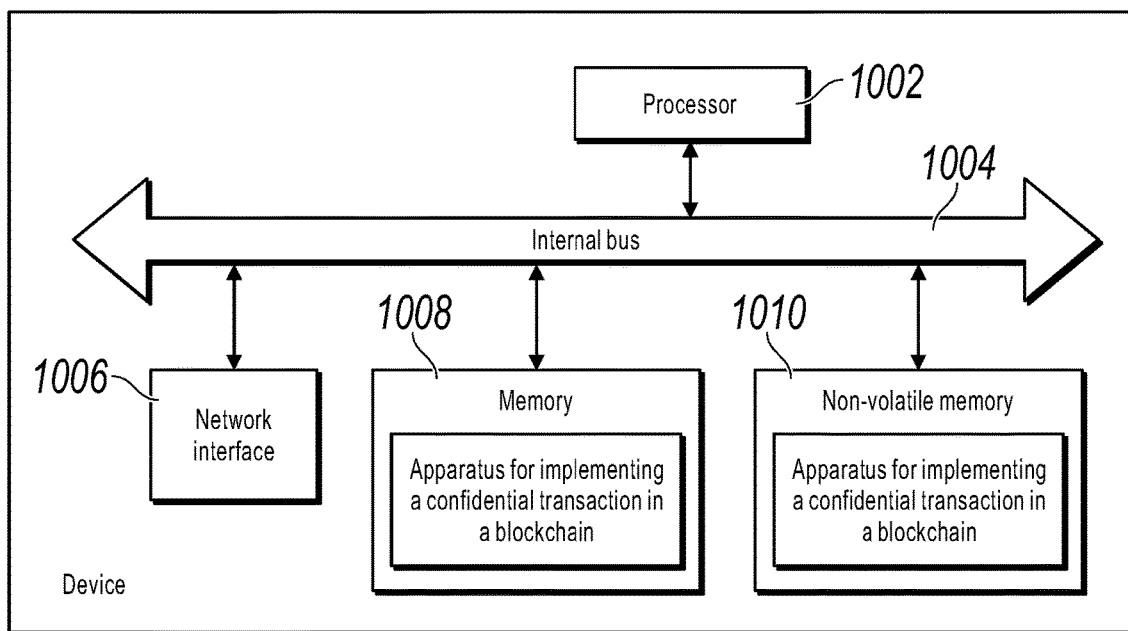 1002
Processor
1004
Internal bus
1006
Network
interface
1008
Memory
Apparatus for implementing
a confidential transaction in
a blockchain
1010
Non-volatile memory
Apparatus for implementing
a confidential transaction in
a blockchain
Device